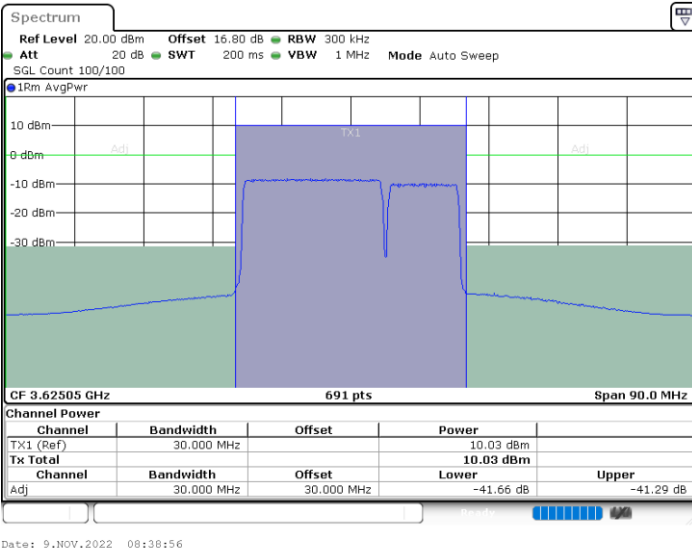 Spectrum
Ref Level 20.00 dBm Offset 16.80 dB RBW 300 kHz
Att 20 dB SWT 200 ms VBW 1 MHz Mode Auto Sweep
SGL Count 100/100
1Rm AvgPwr
10 dBm
TX1
Adj
Adj
0 dBm
-10 dBm
-20 dBm
-30 dBm
CF 3.62505 GHz 691 pts Span 90.0 MHz
Channel Power
Channel Bandwidth Offset Power
TX1 (Ref) 30.000 MHz 10.03 dBm
Tx Total 10.03 dBm
Channel Bandwidth Offset Lower Upper
Adj 30.000 MHz 30.000 MHz -41.66 dB -41.29 dB
Ready
Date: 9.NOV.2022 08:38:56